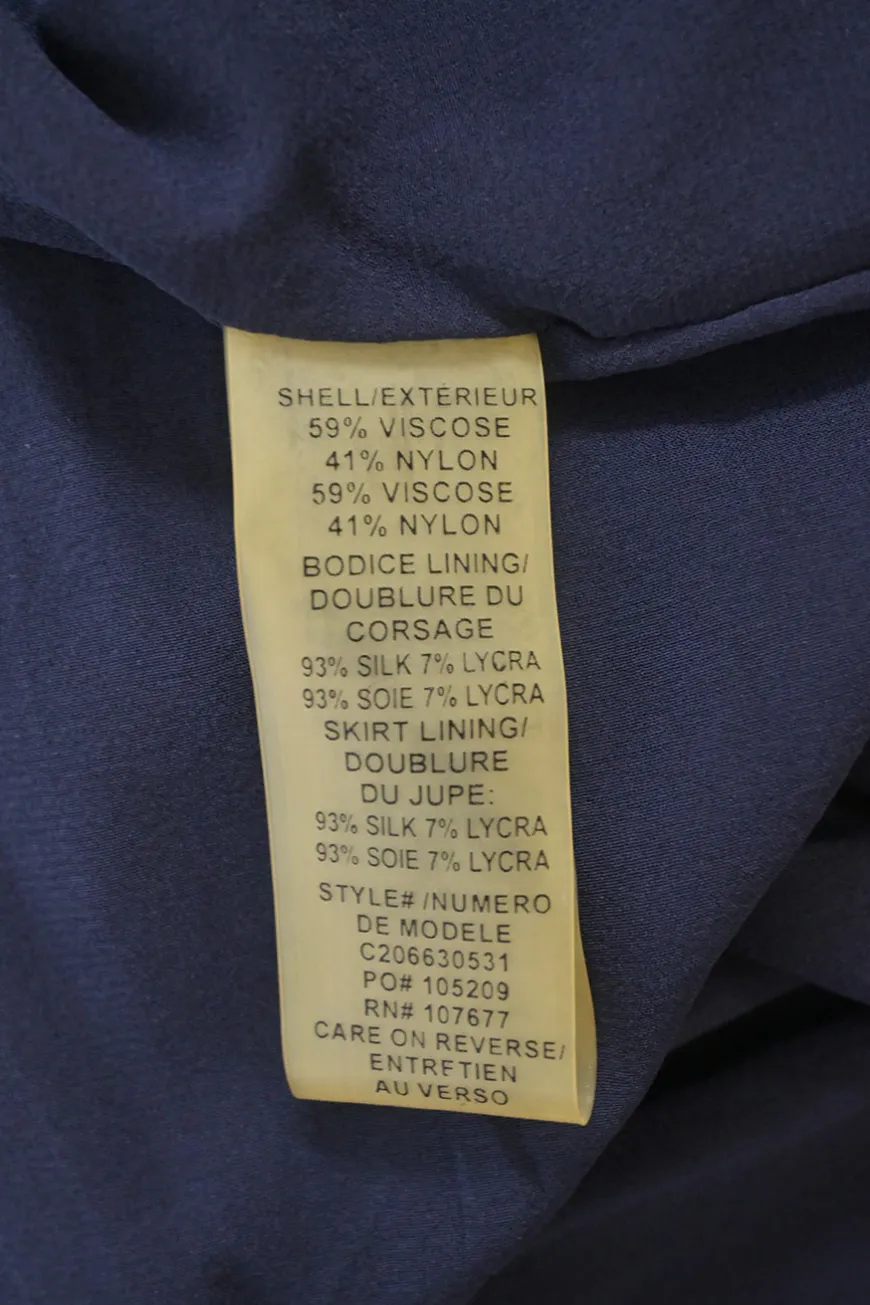 SHELL/EXTÉRIEUR
59% VISCOSE
41% NYLON
59% VISCOSE
41% NYLON
BODICE LINING/
DOUBLURE DU
CORSAGE
93% SILK 7% LYCRA
93% SOIE 7% LYCRA
SKIRT LINING/
DOUBLURE
DU JUPE:
93% SILK 7% LYCRA
93% SOIE 7% LYCRA
STYLE# /NUMERO
DE MODELE
C206630531
PO# 105209
RN# 107677
CARE ON REVERSE/
ENTRETIEN
AU VERSO